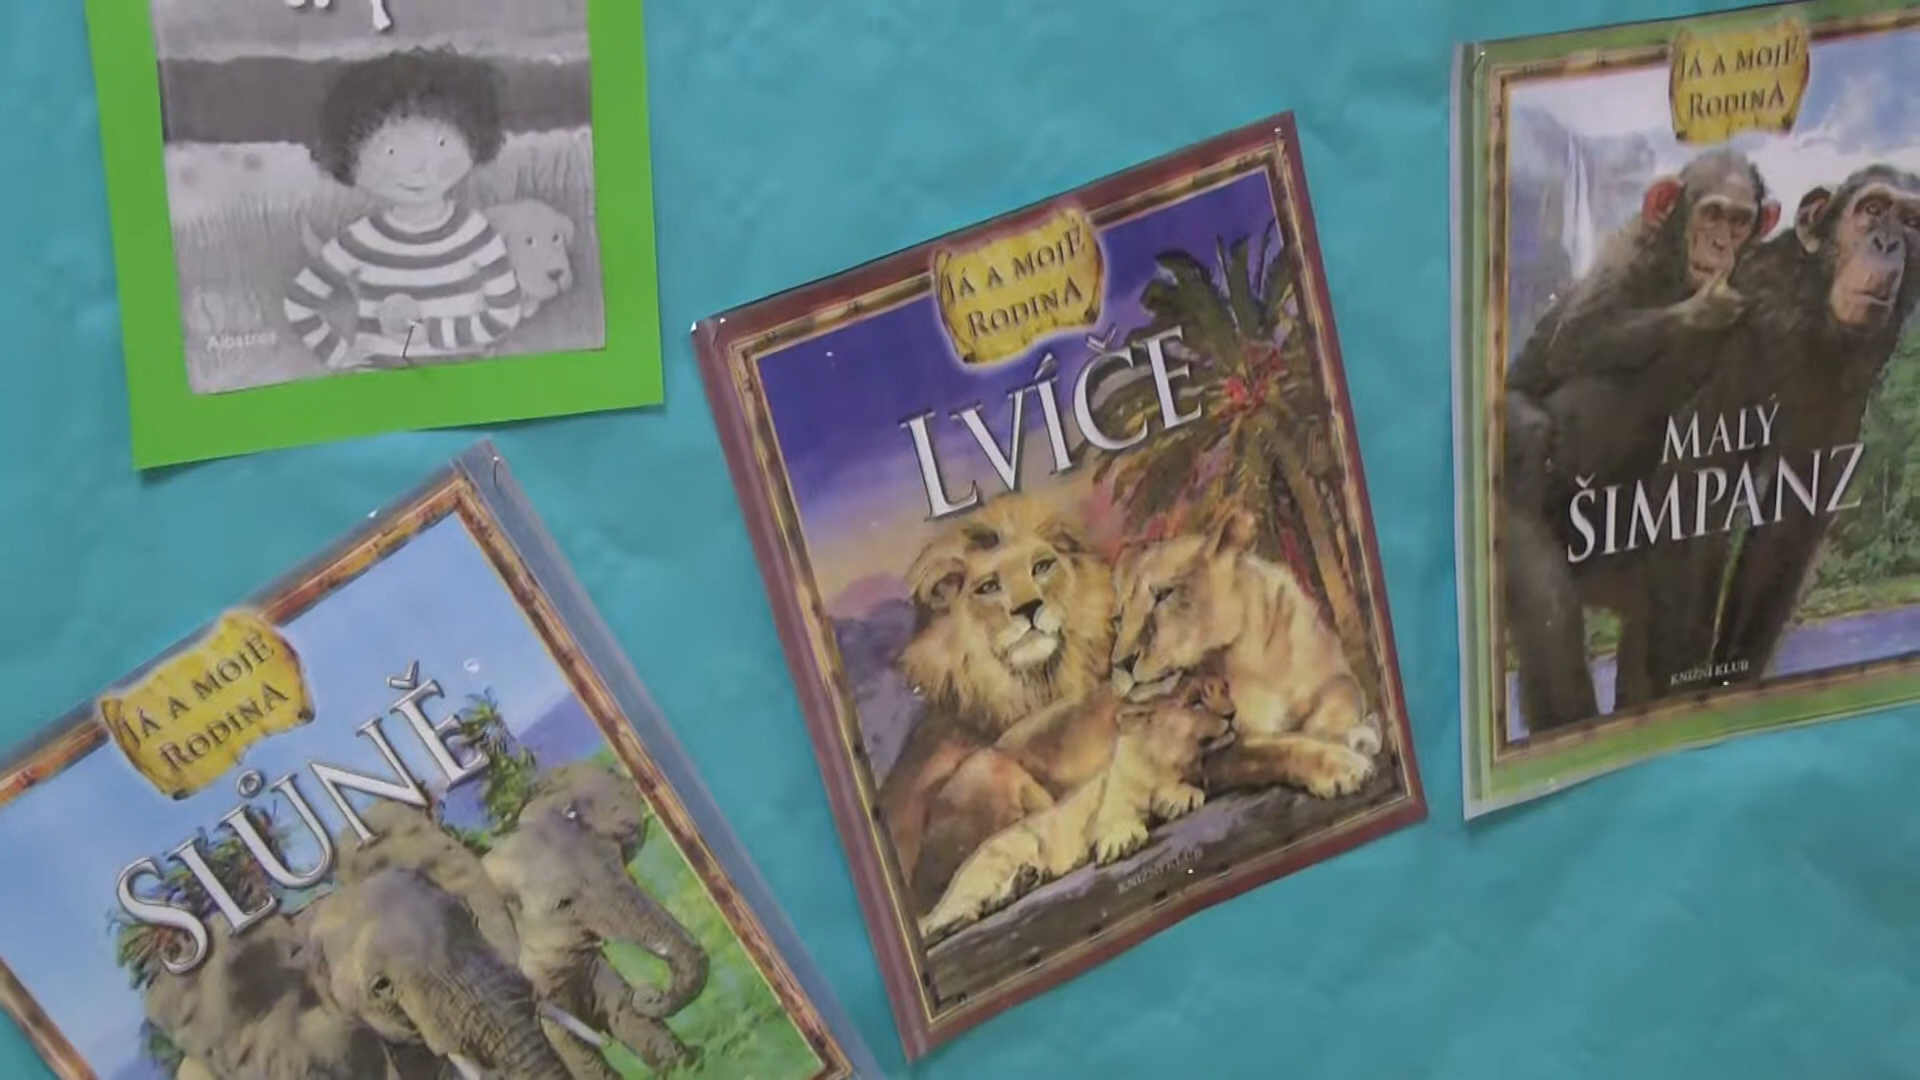 Albatros
JÁ A MOJE
RODINA
LVÍČE
KNIŽNÍ KLUB
JÁ A MOJE
RODINA
MALÝ
ŠIMPANZ
KNIŽNÍ KLUB
JÁ A MOJE
RODINA
SLŮNĚ